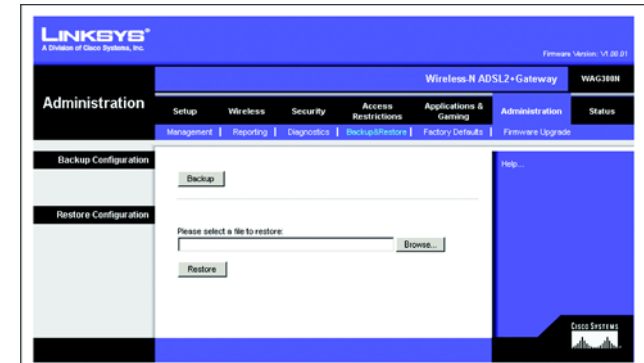 LINKSYS®
A Division of Cisco Systems, Inc.
Firmware Version: V1.00.01
Wireless-N ADSL2+Gateway WAG300N
Administration
Setup Wireless Security Access Restrictions Applications & Gaming Administration Status
Management | Reporting | Diagnostics | Backup&Restore | Factory Defaults | Firmware Upgrade
Backup Configuration
Backup
Help...
Restore Configuration
Please select a file to restore:
Browse...
Restore
CISCO SYSTEMS